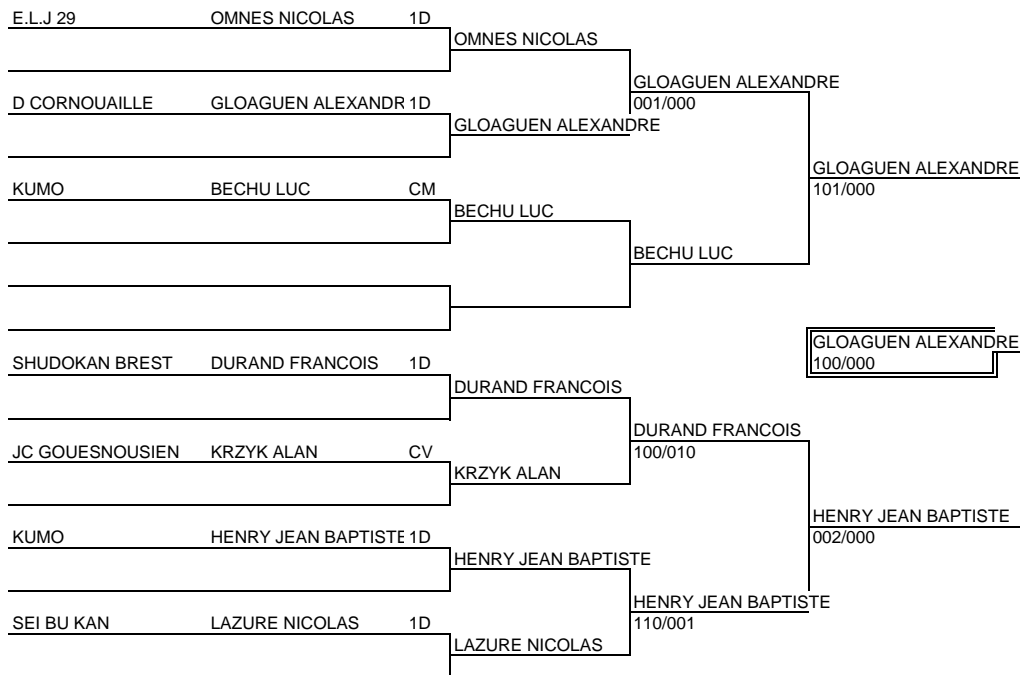 E.L.J 29 OMNES NICOLAS 1D
OMNES NICOLAS
GLOAGUEN ALEXANDRE
D CORNOUAILLE GLOAGUEN ALEXANDR 1D
001/000
GLOAGUEN ALEXANDRE
GLOAGUEN ALEXANDRE
KUMO BECHU LUC CM
101/000
BECHU LUC
BECHU LUC
GLOAGUEN ALEXANDRE
SHUDOKAN BREST DURAND FRANCOIS 1D
100/000
DURAND FRANCOIS
DURAND FRANCOIS
JC GOUESNOUSIEN KRZYK ALAN CV
100/010
KRZYK ALAN
HENRY JEAN BAPTISTE
KUMO HENRY JEAN BAPTISTE 1D
002/000
HENRY JEAN BAPTISTE
HENRY JEAN BAPTISTE
SEI BU KAN LAZURE NICOLAS 1D
110/001
LAZURE NICOLAS